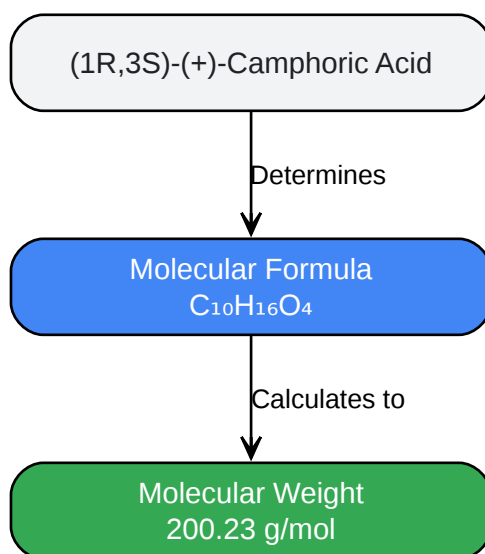 (1R,3S)-(+)-Camphoric Acid
Determines
Molecular Formula
C₁₀H₁₆O₄
Calculates to
Molecular Weight
200.23 g/mol